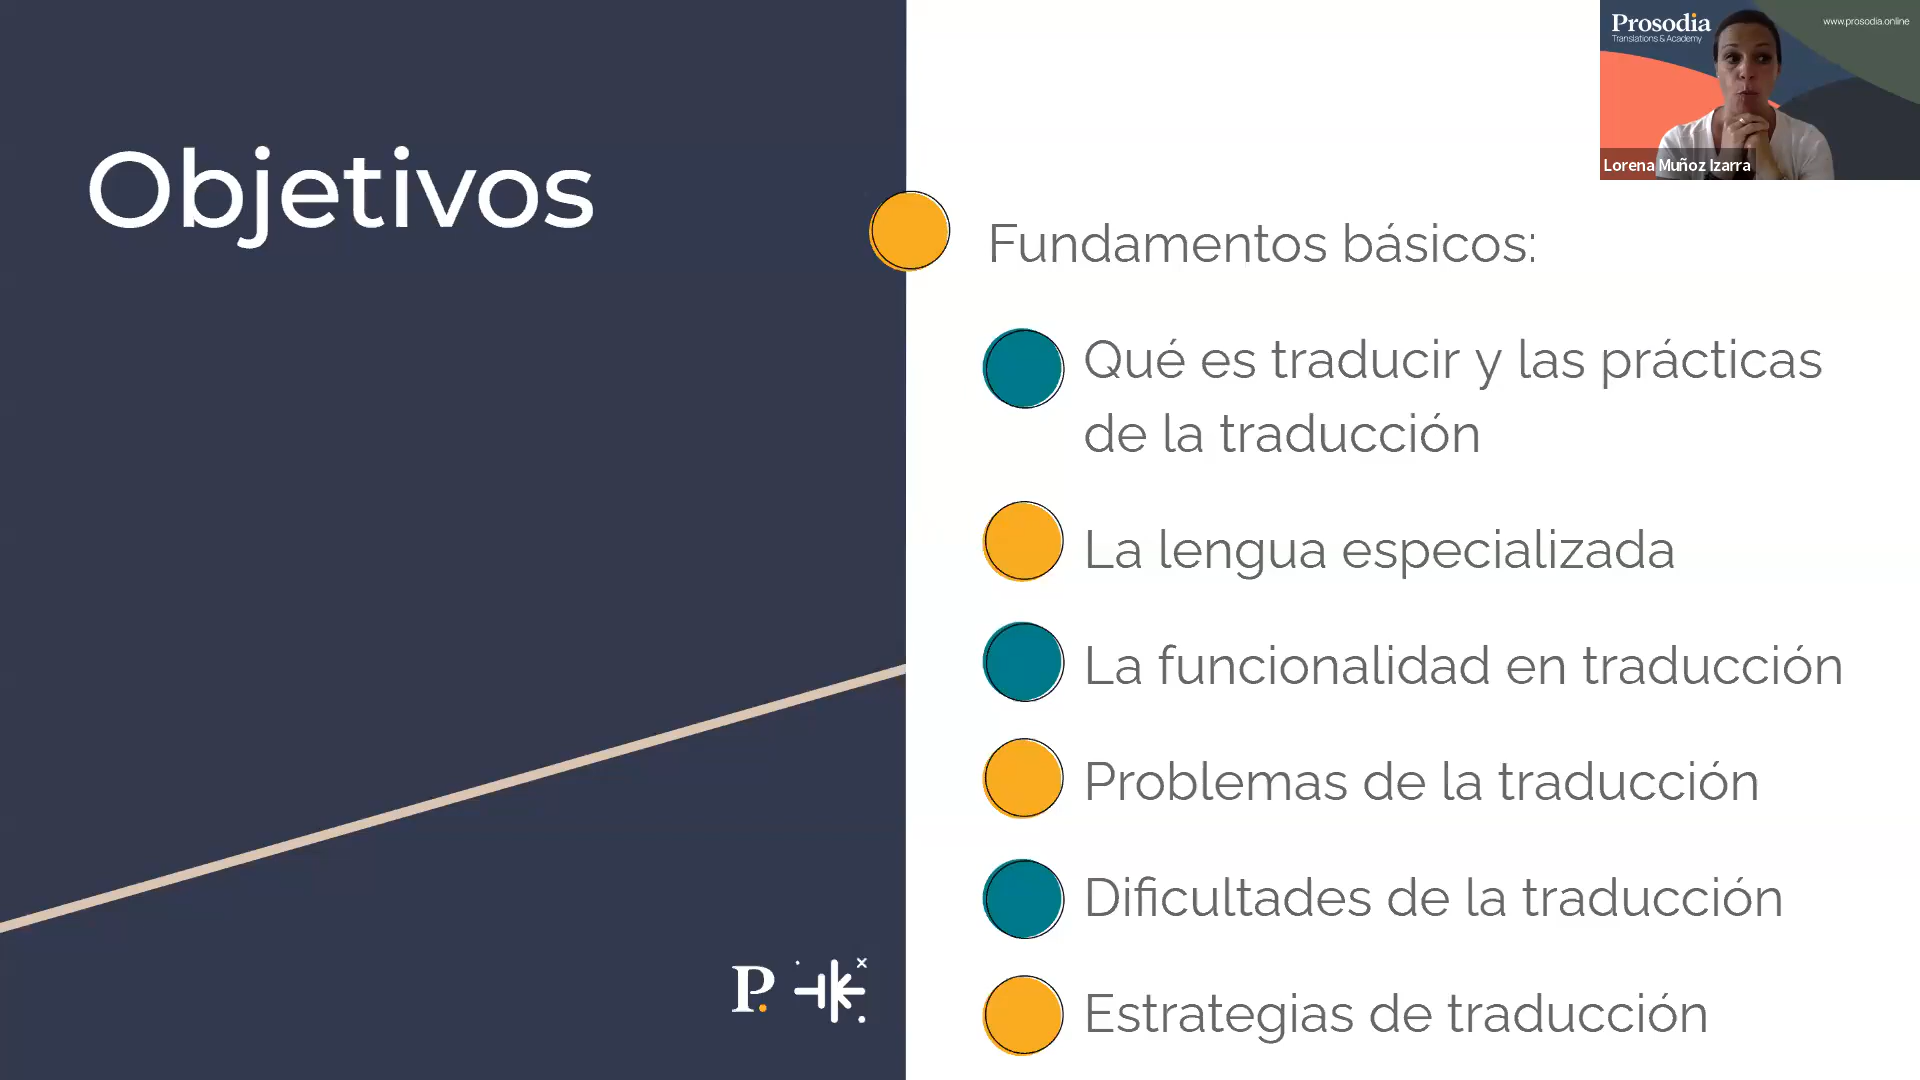 Objetivos
Fundamentos básicos:
Qué es traducir y las prácticas
de la traducción
La lengua especializada
La funcionalidad en traducción
Problemas de la traducción
Dificultades de la traducción
Estrategias de traducción
P.
Prosodia
Translations & Academy
www.prosodia.online
Lorena Muñoz Izarra